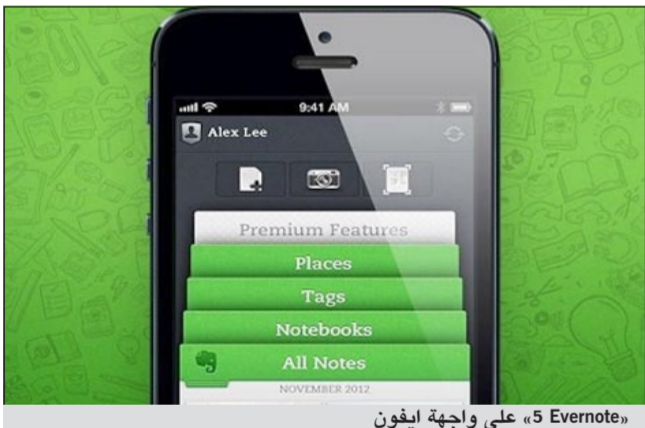 9:41 AM
Alex Lee
Premium Features
Places
Tags
Notebooks
All Notes
NOVEMBER 2012
«5 Evernote» على واجهة ايفون